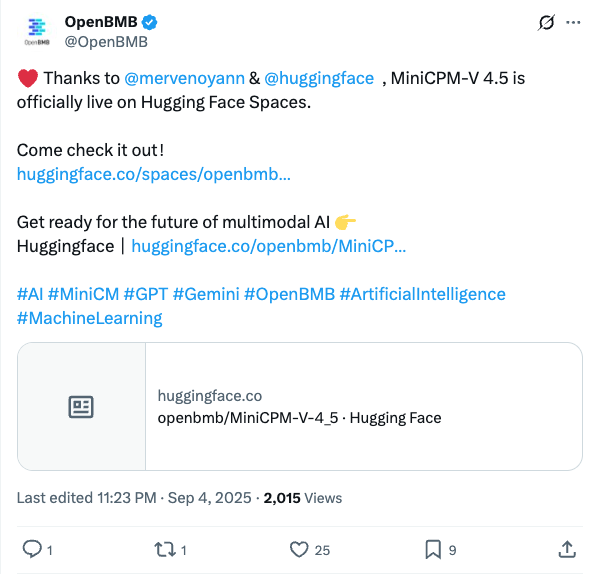 OpenBMB
OpenBMB
@OpenBMB
❤️ Thanks to @mervenoyann & @huggingface , MiniCPM-V 4.5 is
officially live on Hugging Face Spaces.
Come check it out!
huggingface.co/spaces/openbmb…
Get ready for the future of multimodal AI 👉
Huggingface | huggingface.co/openbmb/MiniCP…
#AI #MiniCM #GPT #Gemini #OpenBMB #ArtificialIntelligence
#MachineLearning
huggingface.co
openbmb/MiniCPM-V-4_5 · Hugging Face
Last edited 11:23 PM · Sep 4, 2025 · 2,015 Views
1
1
25
9